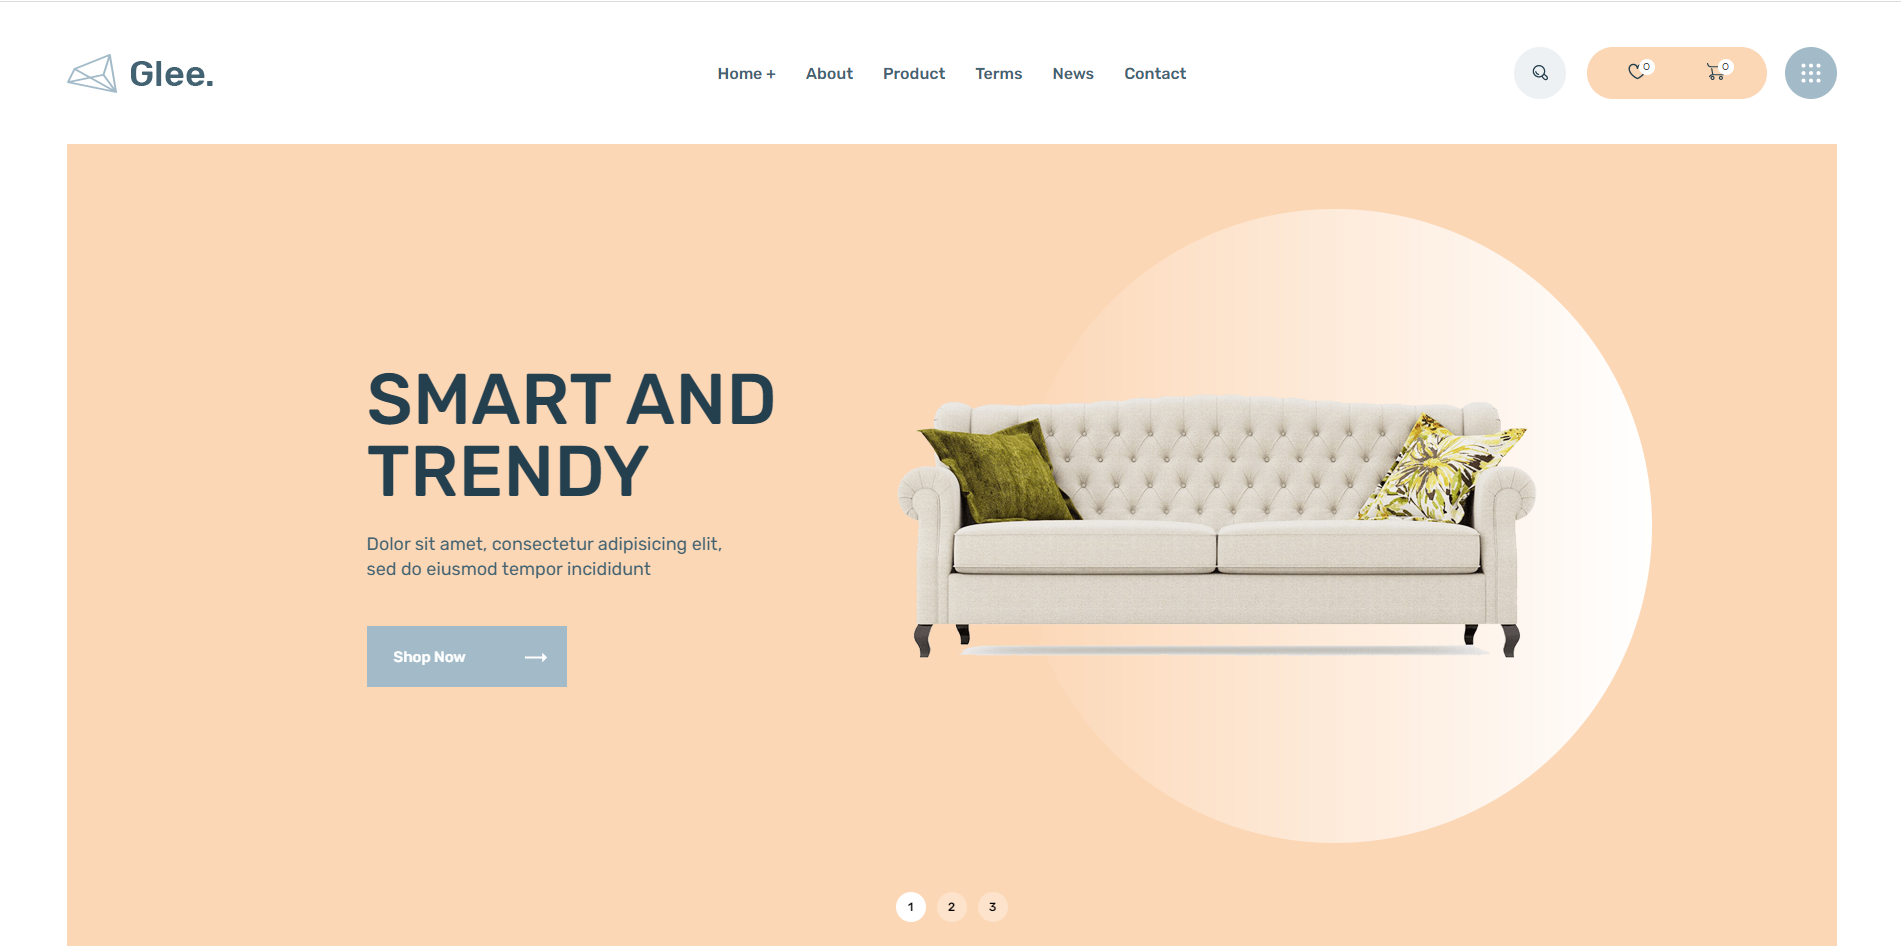 Glee.
Home + About Product Terms News Contact
0 0
SMART AND
TRENDY
Dolor sit amet, consectetur adipisicing elit,
sed do eiusmod tempor incididunt
Shop Now
1 2 3